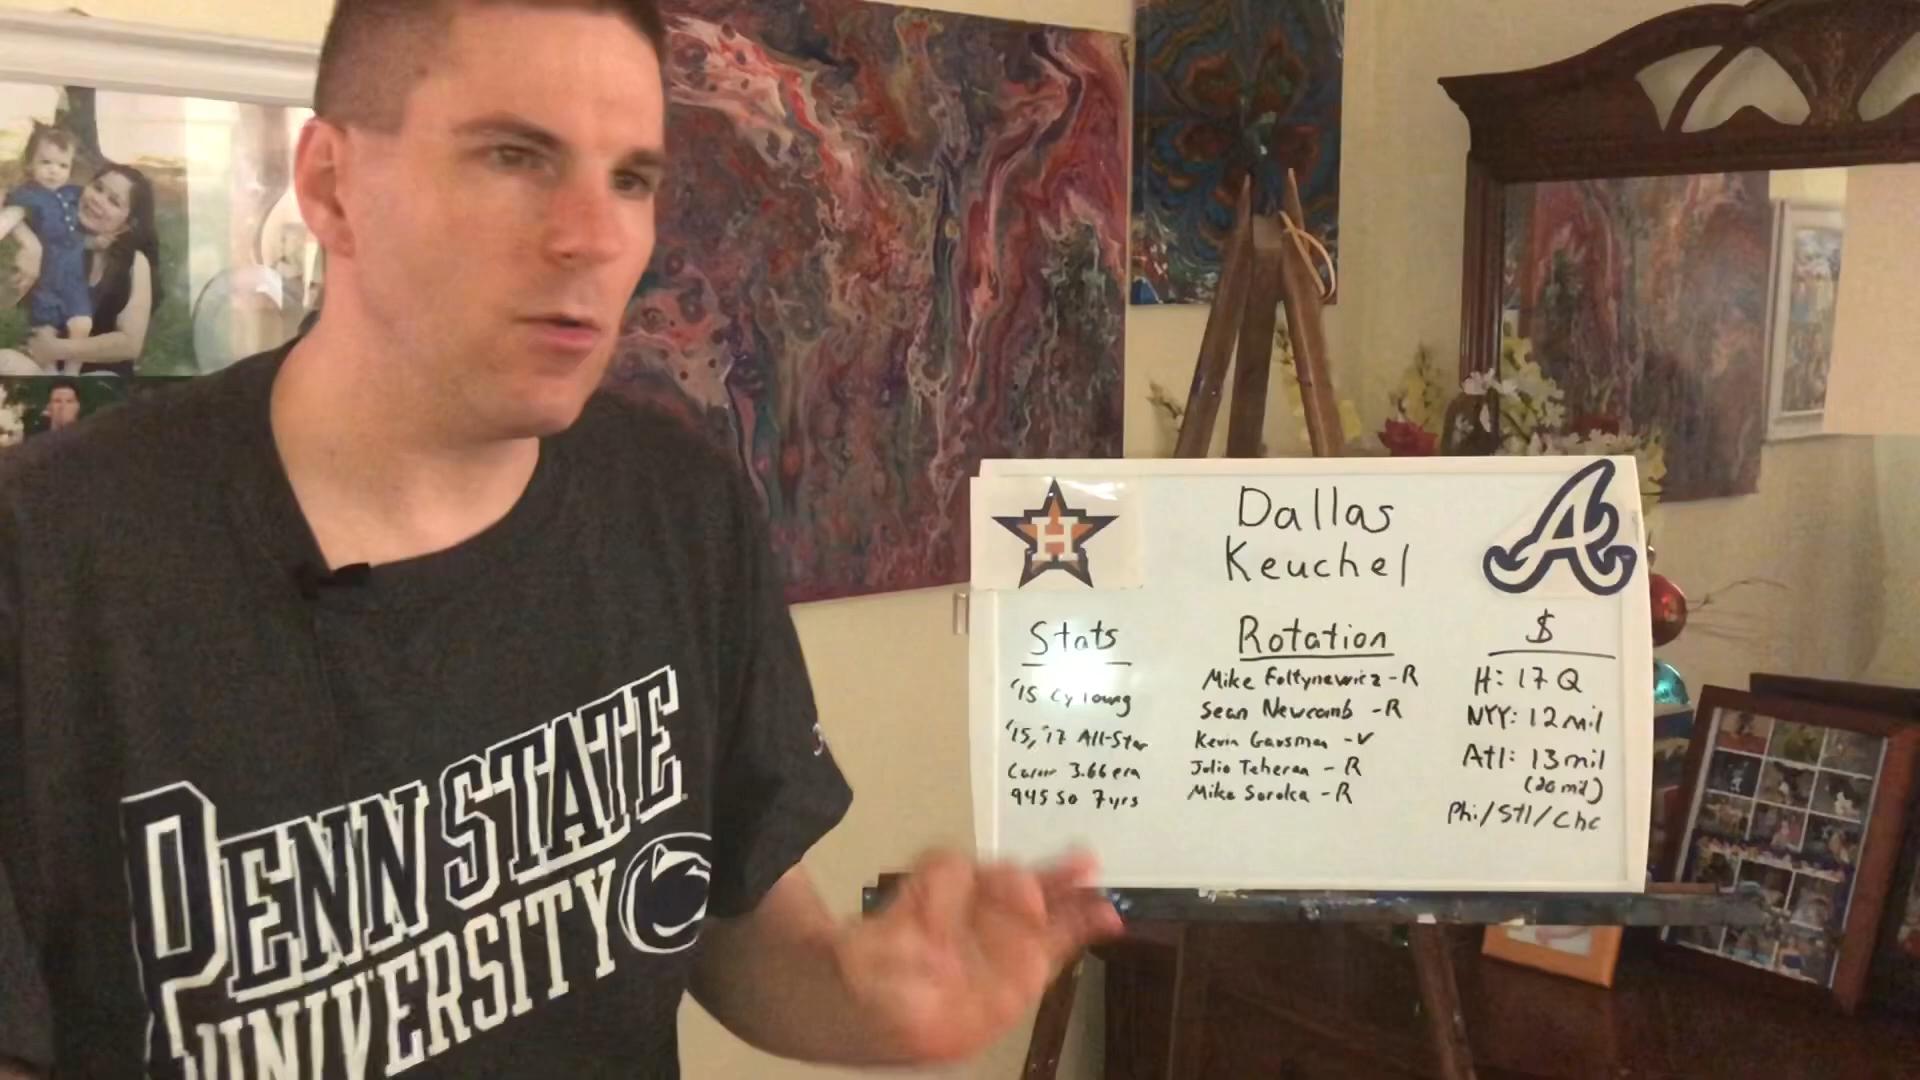 PENN STATE
UNIVERSITY
H
Dallas
Keuchel
A
Stats
'15 Cy Young
'15, '17 All-Star
Career 3.66 era
945 so 7yrs
Rotation
Mike Foltynewicz - R
Sean Newcomb - R
Kevin Gausman - V
Julio Teheran - R
Mike Soroka - R
$
H: 17 Q
NYY: 12 mil
Atl: 13 mil
(20 mil)
Phi/Stl/Chc